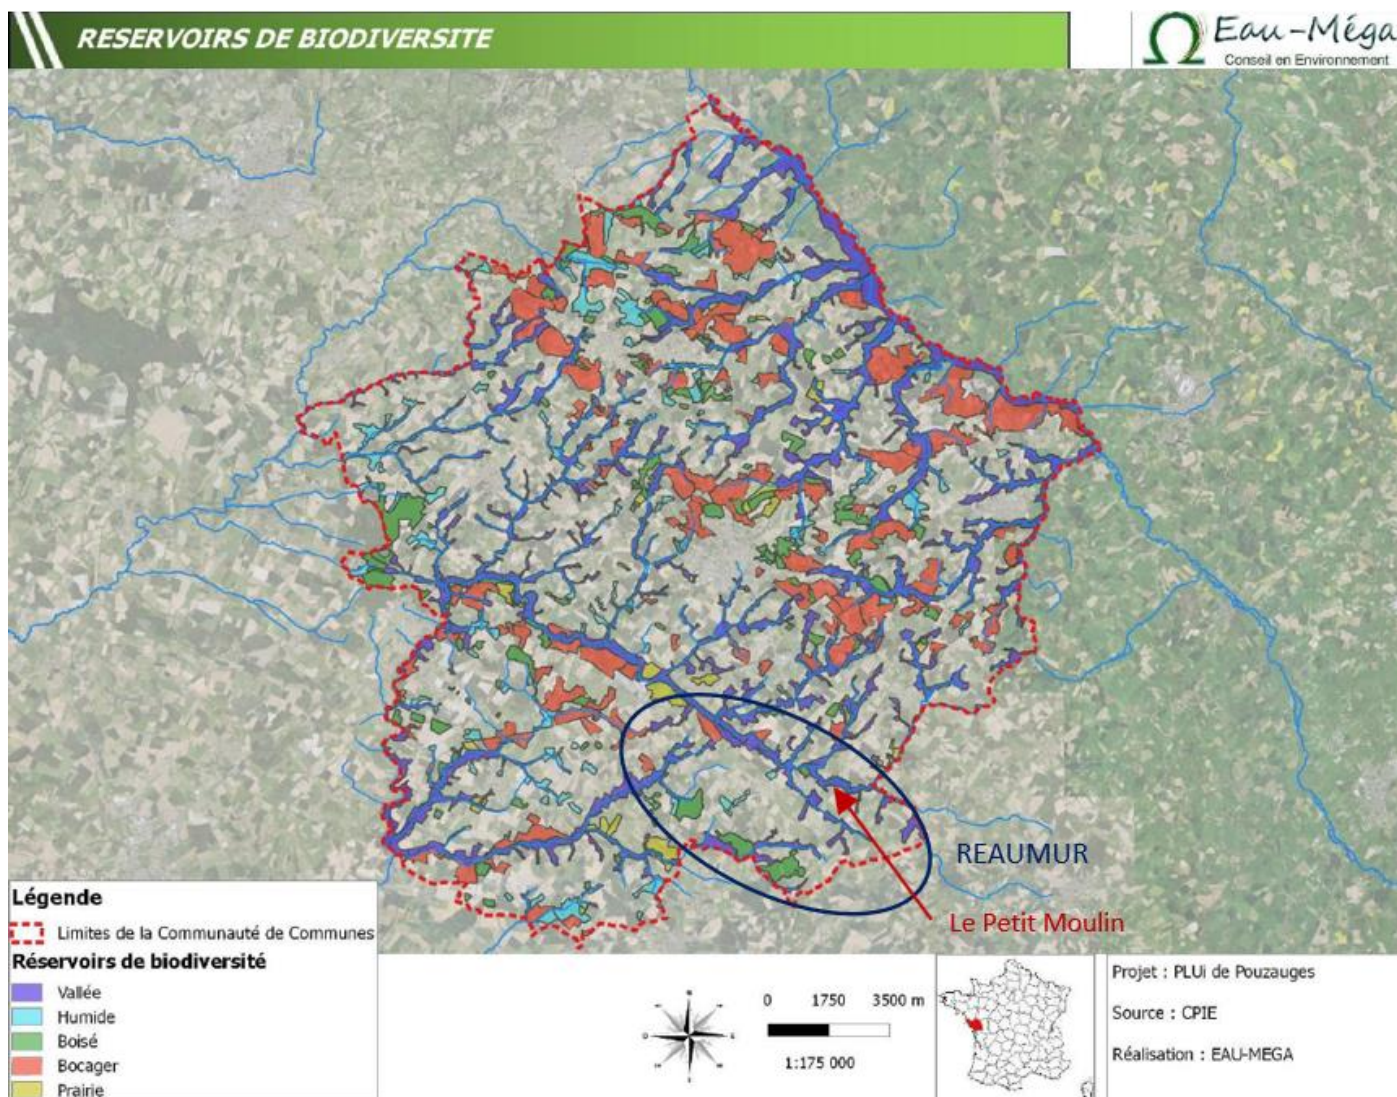 RESERVOIRS DE BIODIVERSITE
Eau-Méga
Conseil en Environnement
REAUMUR
Le Petit Moulin
Légende
Limites de la Communauté de Communes
Réservoirs de biodiversité
Vallée
Humide
Boisé
Bocager
Prairie
N
O
E
S
0 1750 3500 m
1:175 000
Projet : PLUi de Pouzauges
Source : CPIE
Réalisation : EAU-MEGA